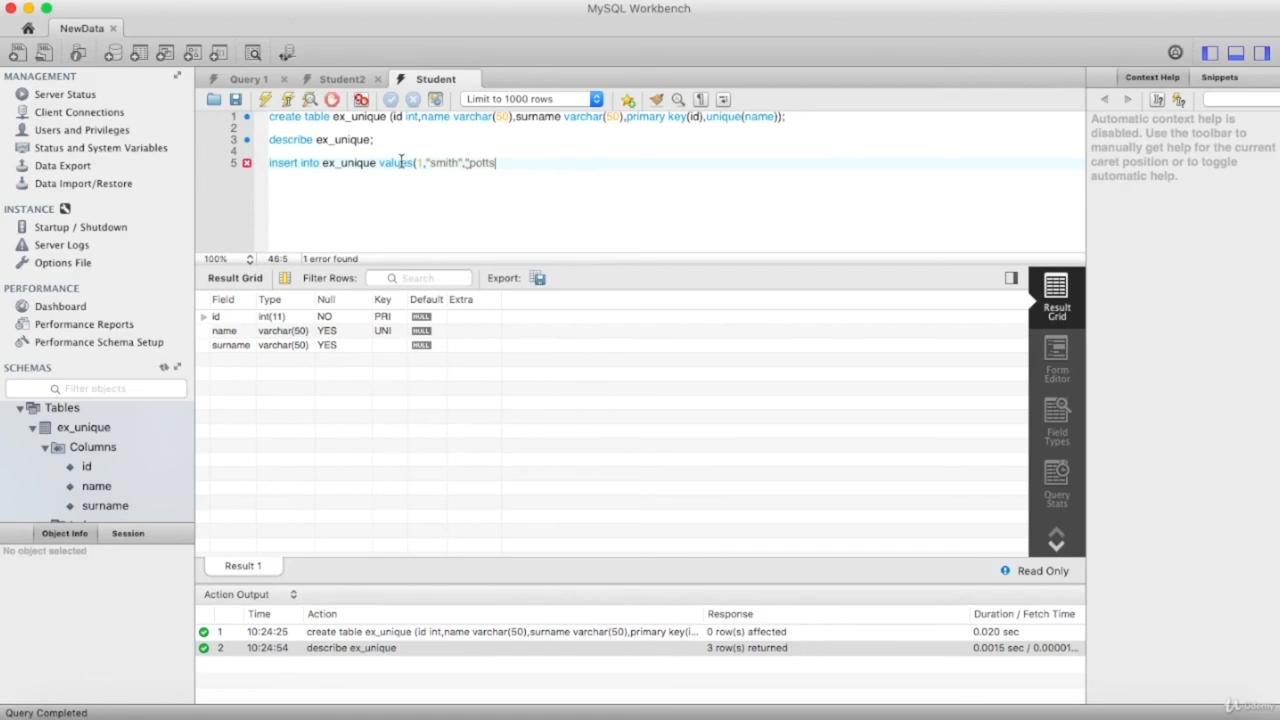 MySQL Workbench
NewData
MANAGEMENT
Server Status
Client Connections
Users and Privileges
Status and System Variables
Data Export
Data Import/Restore
INSTANCE
Startup / Shutdown
Server Logs
Options File
PERFORMANCE
Dashboard
Performance Reports
Performance Schema Setup
SCHEMAS
Filter objects
Tables
ex_unique
Columns
id
name
surname
Object Info Session
No object selected
Query 1 Student2 Student
Limit to 1000 rows
1 create table ex_unique (id int,name varchar(50),surname varchar(50),primary key(id),unique(name));
2
3 describe ex_unique;
4
5 insert into ex_unique values(1,"smith","potts
100% 46:5 1 error found
Result Grid Filter Rows: Search Export:
Field Type Null Key Default Extra
id int(11) NO PRI NULL
name varchar(50) YES UNI NULL
surname varchar(50) YES NULL
Result Grid
Form Editor
Field Types
Query Stats
Result 1 Read Only
Action Output
Time Action Response Duration / Fetch Time
1 10:24:25 create table ex_unique (id int,name varchar(50),surname varchar(50),primary key(i... 0 row(s) affected 0.020 sec
2 10:24:54 describe ex_unique 3 row(s) returned 0.0015 sec / 0.00001...
Context Help Snippets
Automatic context help is
disabled. Use the toolbar to
manually get help for the current
caret position or to toggle
automatic help.
Query Completed
Udemy